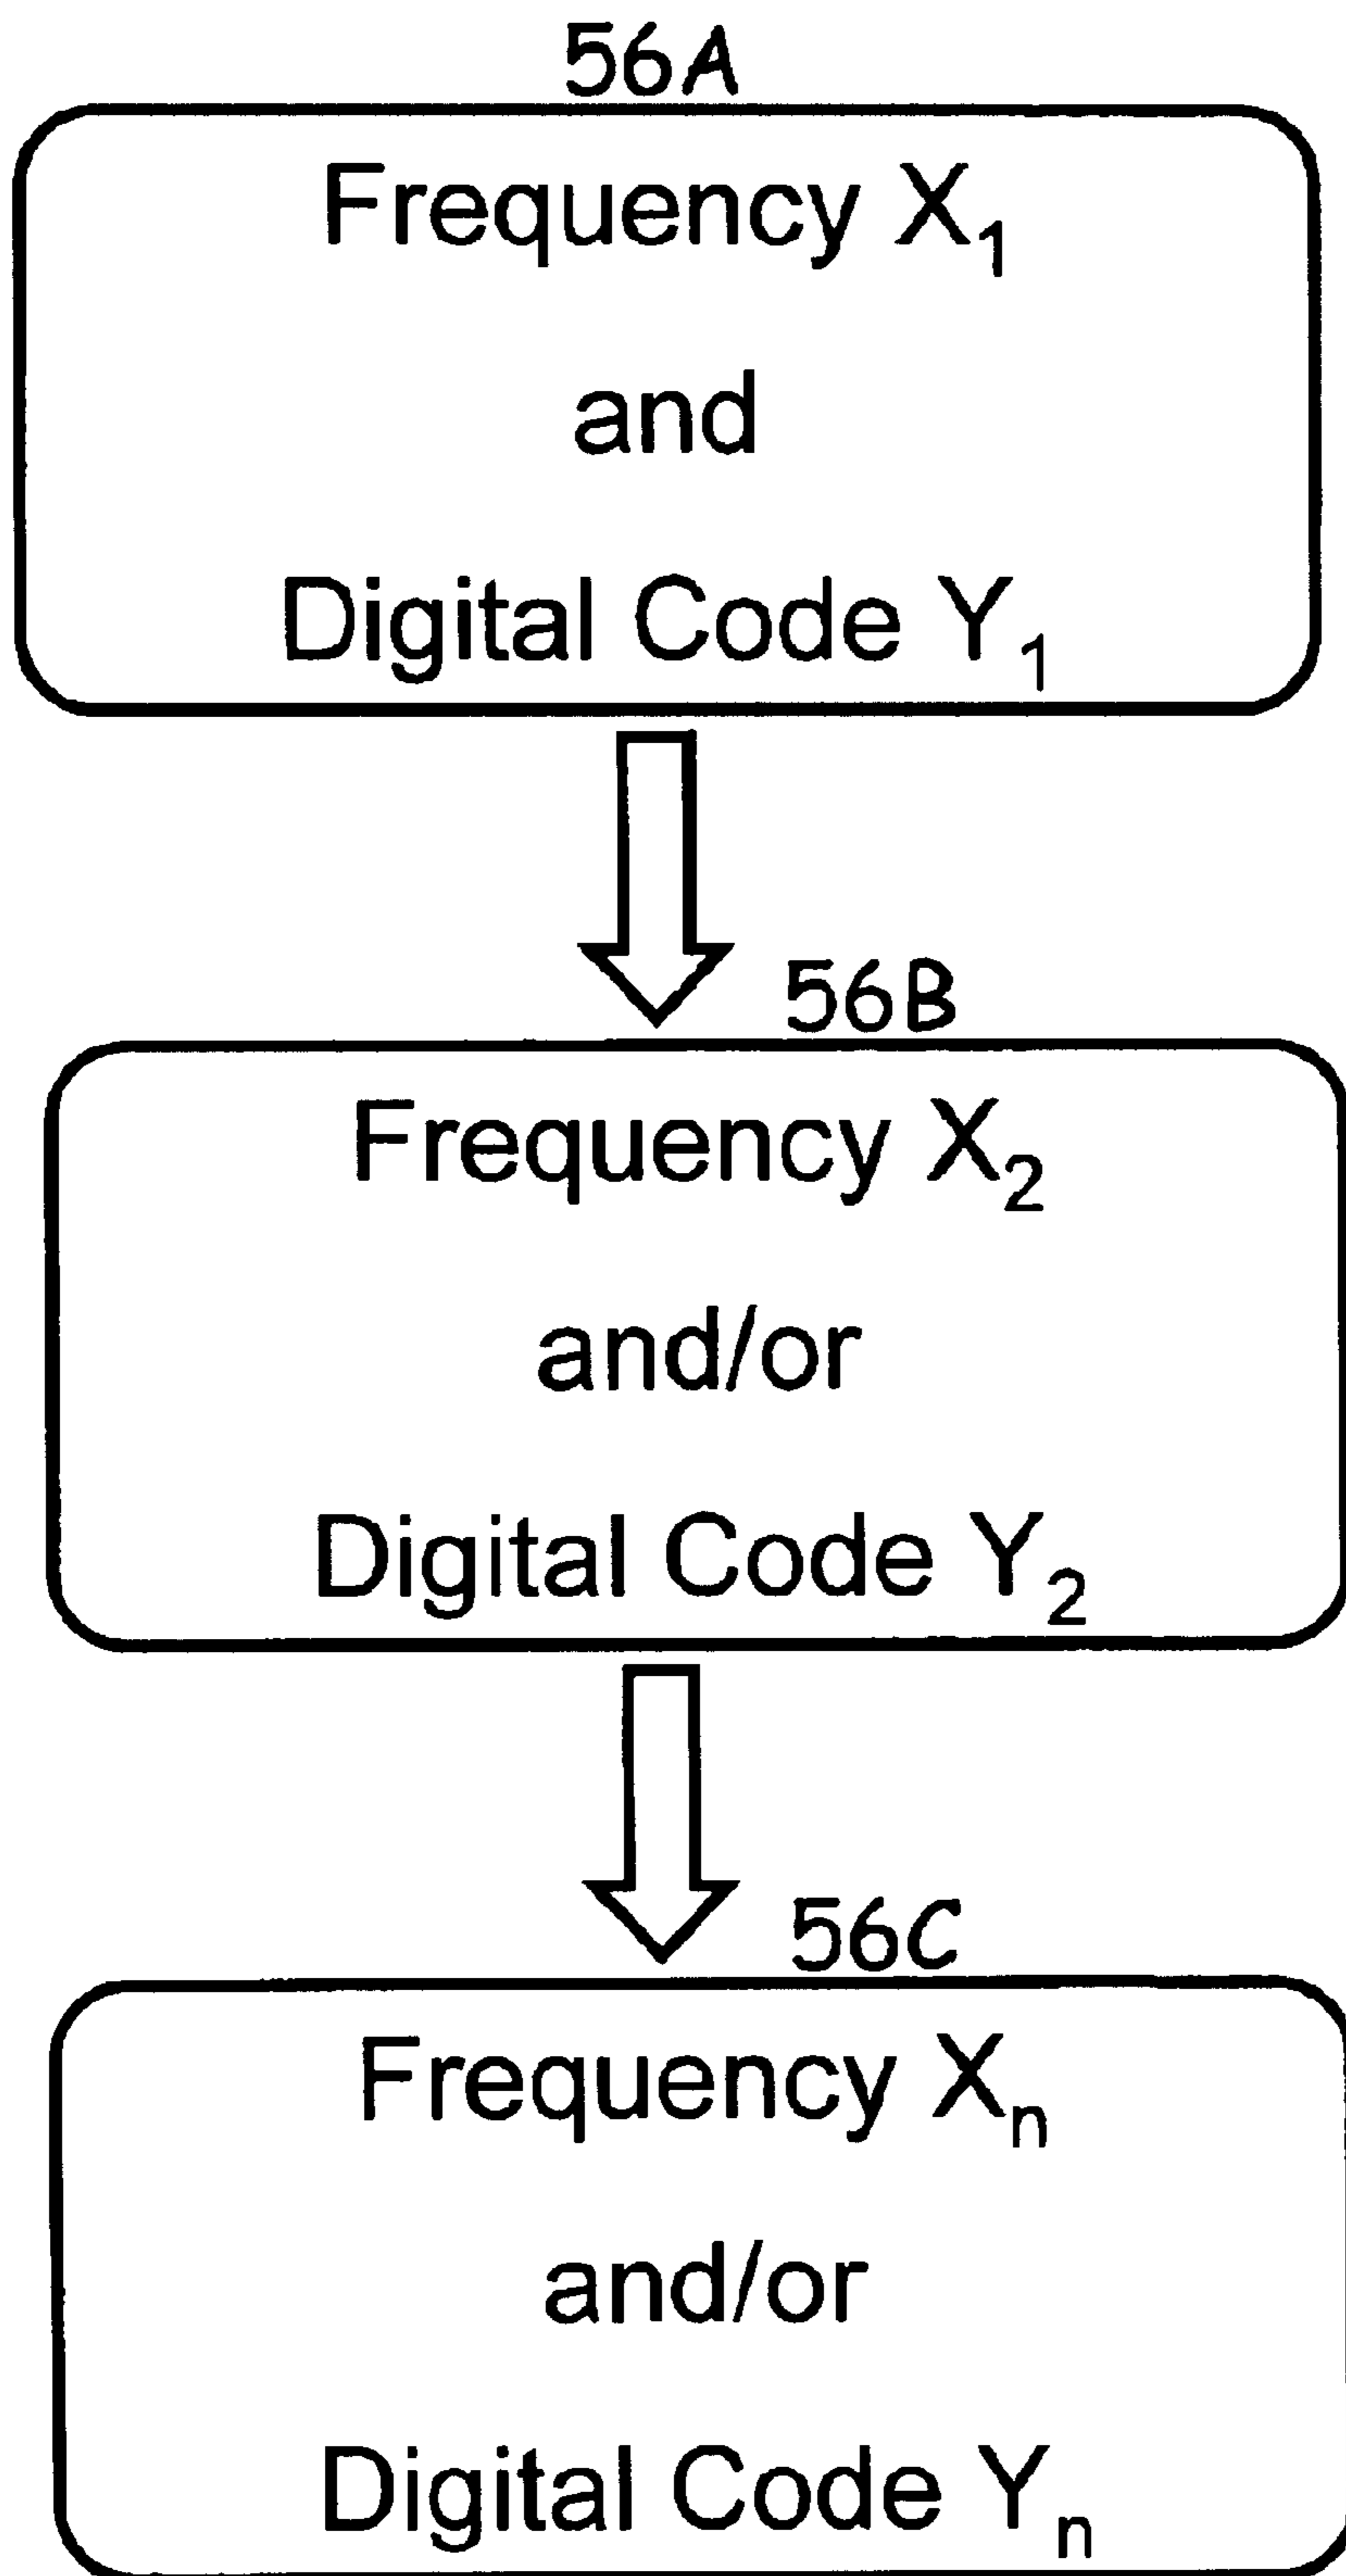 56A
Frequency X₁
and
Digital Code Y₁
56B
Frequency X₂
and/or
Digital Code Y₂
56C
Frequency Xₙ
and/or
Digital Code Yₙ